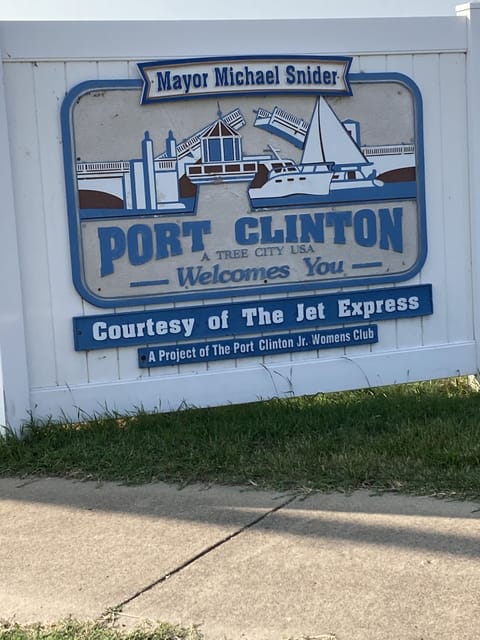 Mayor Michael Snider
PORT CLINTON
A TREE CITY USA
Welcomes You
Courtesy of The Jet Express
A Project of The Port Clinton Jr. Womens Club